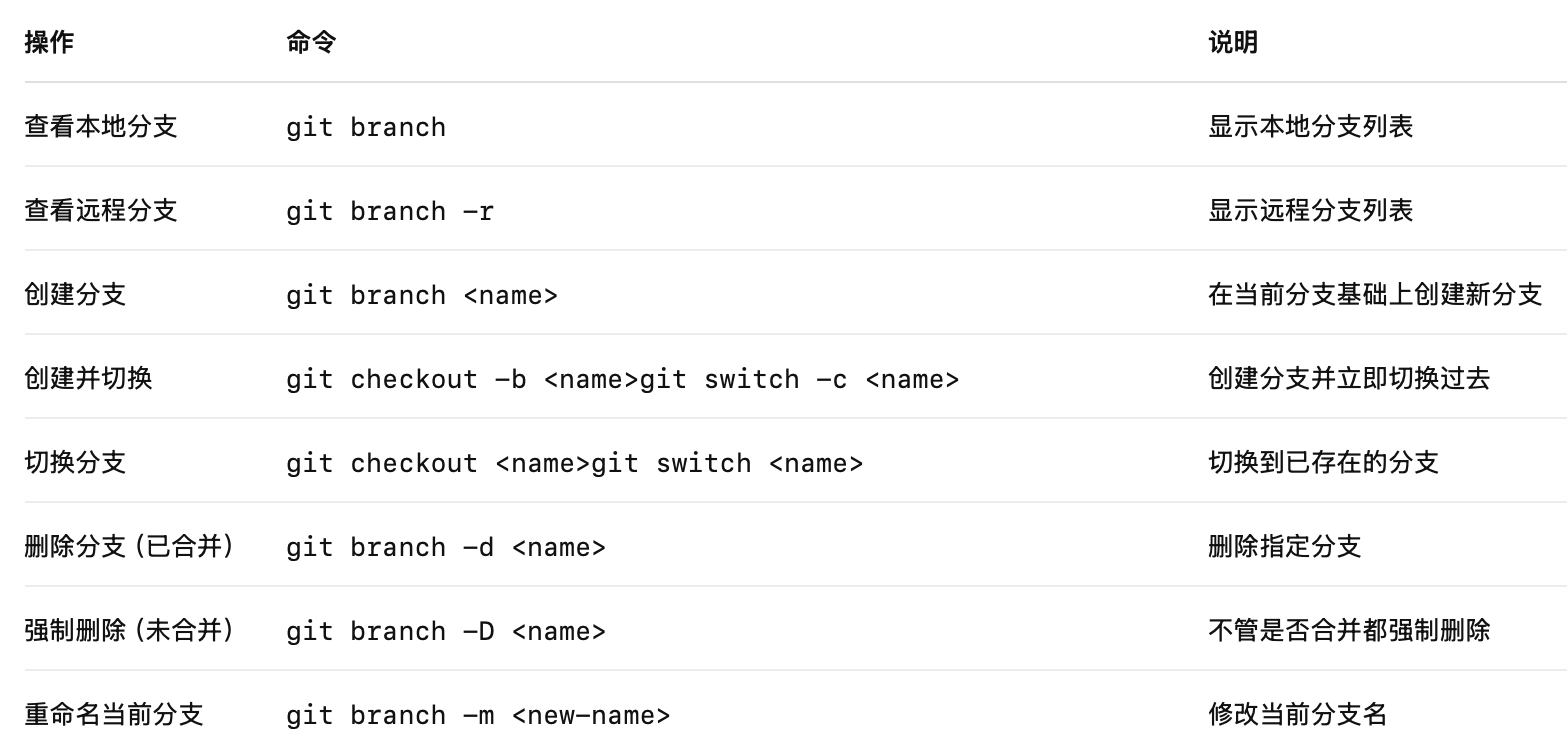 操作 命令 说明
查看本地分支 git branch 显示本地分支列表
查看远程分支 git branch -r 显示远程分支列表
创建分支 git branch <name> 在当前分支基础上创建新分支
创建并切换 git checkout -b <name>git switch -c <name> 创建分支并立即切换过去
切换分支 git checkout <name>git switch <name> 切换到已存在的分支
删除分支 (已合并) git branch -d <name> 删除指定分支
强制删除 (未合并) git branch -D <name> 不管是否合并都强制删除
重命名当前分支 git branch -m <new-name> 修改当前分支名